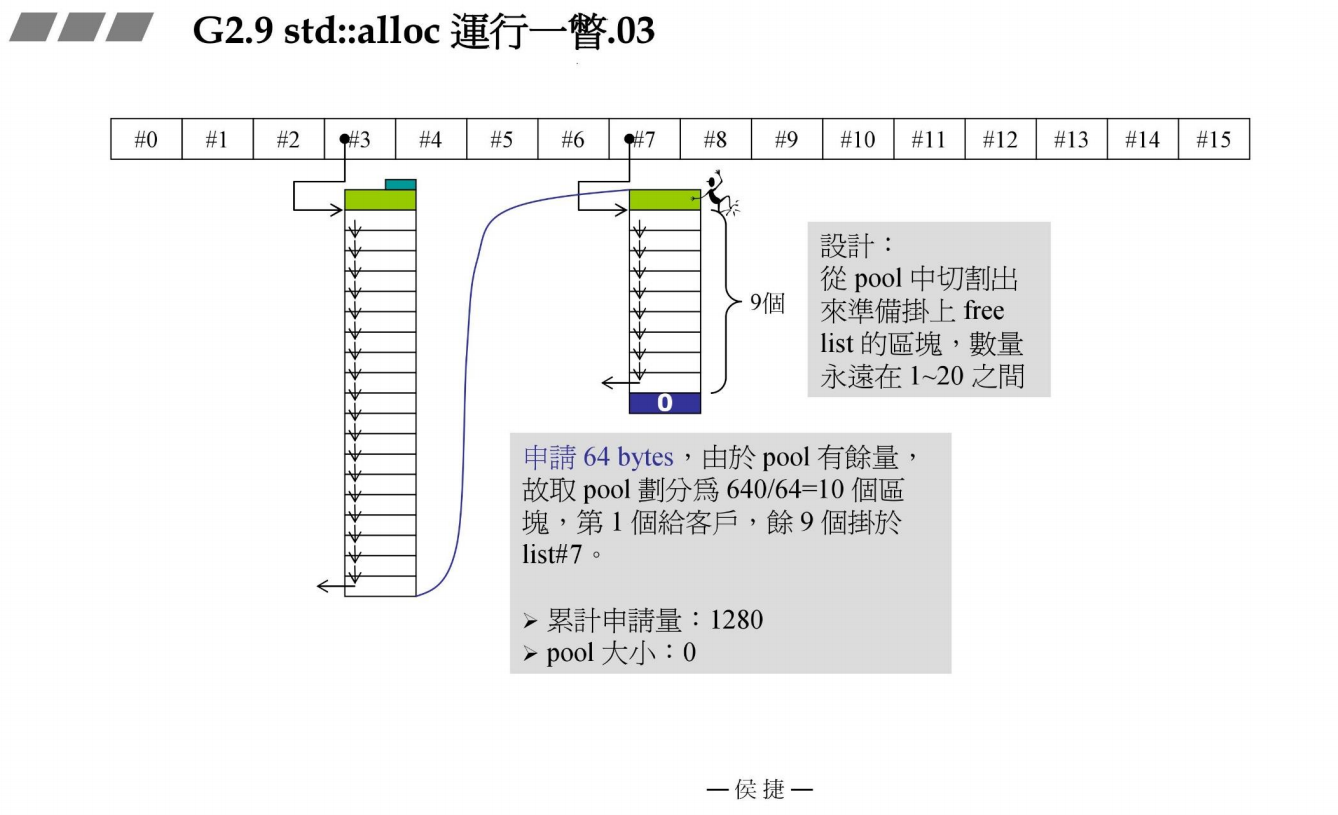 G2.9 std::alloc 運行一瞥.03
#0 #1 #2 #3 #4 #5 #6 #7 #8 #9 #10 #11 #12 #13 #14 #15
設計：
從 pool 中切割出
來準備掛上 free
list 的區塊，數量
永遠在 1~20 之間
9個
0
申請 64 bytes，由於 pool 有餘量，
故取 pool 劃分為 640/64=10 個區
塊，第 1 個給客戶，餘 9 個掛於
list#7。
➢ 累計申請量：1280
➢ pool 大小：0
— 侯 捷 —